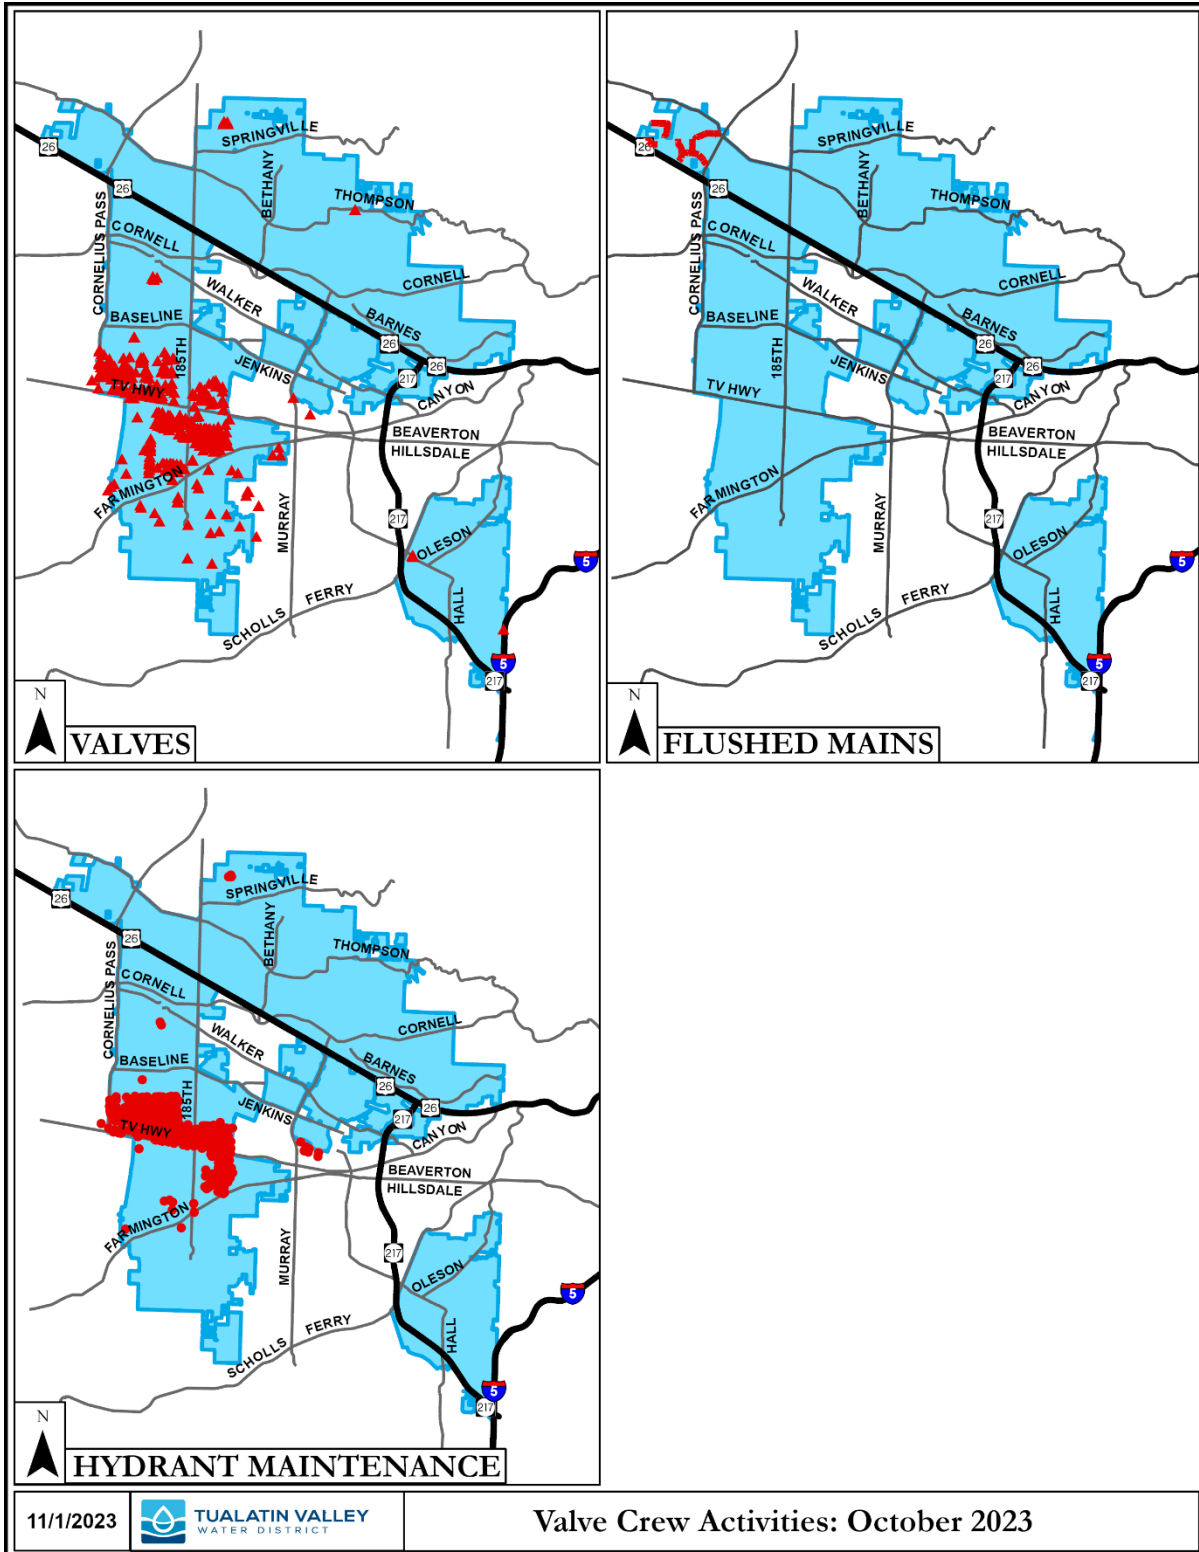 SPRINGVILLE
26
BETHANY
26
THOMPSON
CORNELIUS PASS
CORNELL
CORNELL
WALKER
BASELINE
BARNES
185TH
26
26
JENKINS
217
TV HWY
CANYON
BEAVERTON
HILLSDALE
FARMINGTON
217
MURRAY
OLESON
5
FERRY
HALL
SCHOLLS
5
217
N
VALVES
SPRINGVILLE
26
BETHANY
26
THOMPSON
CORNELIUS PASS
CORNELL
CORNELL
WALKER
BASELINE
BARNES
185TH
26
26
JENKINS
217
TV HWY
CANYON
BEAVERTON
HILLSDALE
FARMINGTON
217
MURRAY
OLESON
5
FERRY
HALL
SCHOLLS
5
217
N
FLUSHED MAINS
SPRINGVILLE
26
BETHANY
26
THOMPSON
CORNELIUS PASS
CORNELL
CORNELL
WALKER
BASELINE
BARNES
185TH
26
26
JENKINS
217
TV HWY
CANYON
BEAVERTON
HILLSDALE
FARMINGTON
217
MURRAY
OLESON
5
FERRY
HALL
SCHOLLS
5
217
N
HYDRANT MAINTENANCE
11/1/2023
TUALATIN VALLEY
WATER DISTRICT
Valve Crew Activities: October 2023